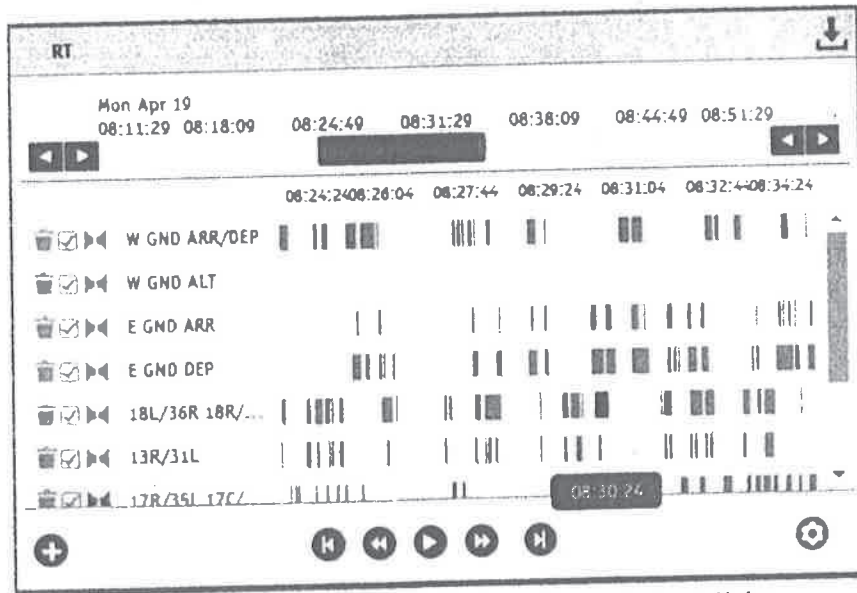 RT
Mon Apr 19
08:11:29 08:18:09 08:24:49 08:31:29 08:38:09 08:44:49 08:51:29
08:24:24 08:26:04 08:27:44 08:29:24 08:31:04 08:32:44 08:34:24
W GND ARR/DEP
W GND ALT
E GND ARR
E GND DEP
18L/36R 18R/...
13R/31L
17R/35L 17C/
08:30:24